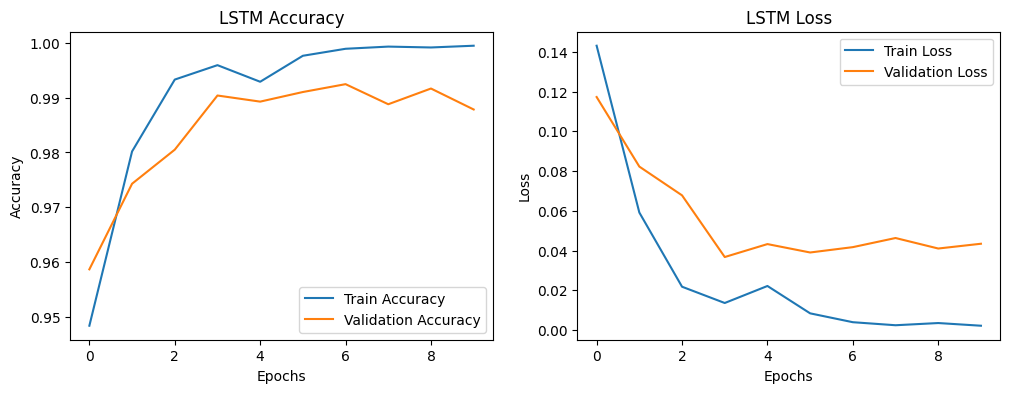 LSTM Accuracy
1.00
0.99
0.98
0.97
0.96
0.95
Accuracy
0 2 4 6 8
Epochs
Train Accuracy
Validation Accuracy
LSTM Loss
0.14
0.12
0.10
0.08
0.06
0.04
0.02
0.00
Loss
0 2 4 6 8
Epochs
Train Loss
Validation Loss